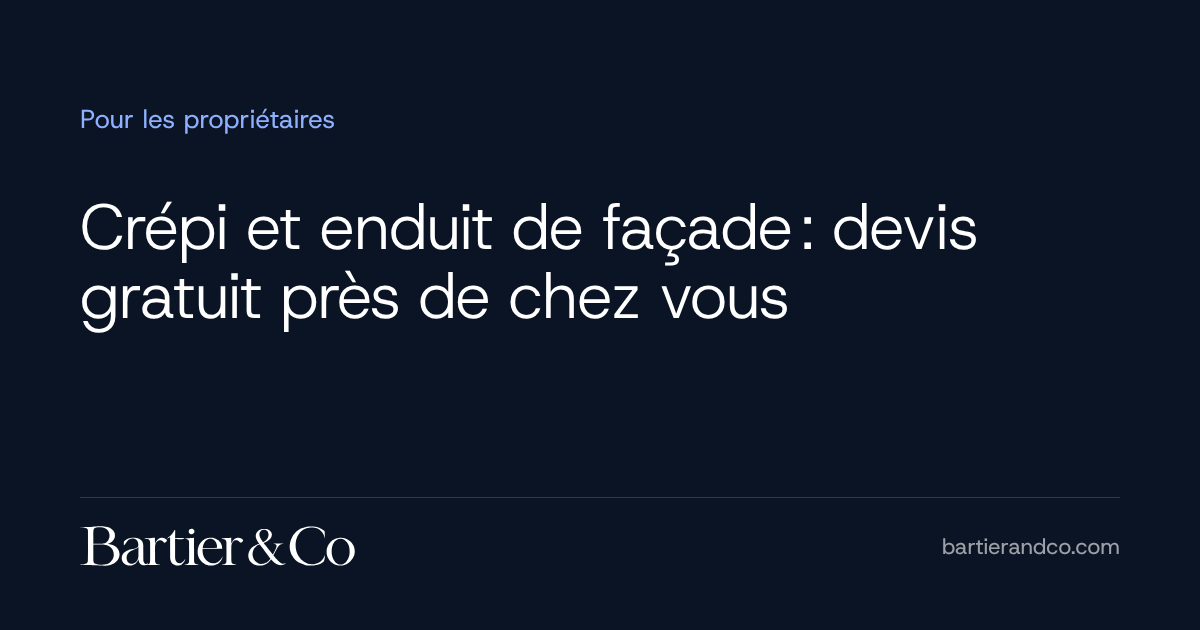 Pour les propriétaires
Crépi et enduit de façade : devis
gratuit près de chez vous
Bartier & Co
bartierandco.com